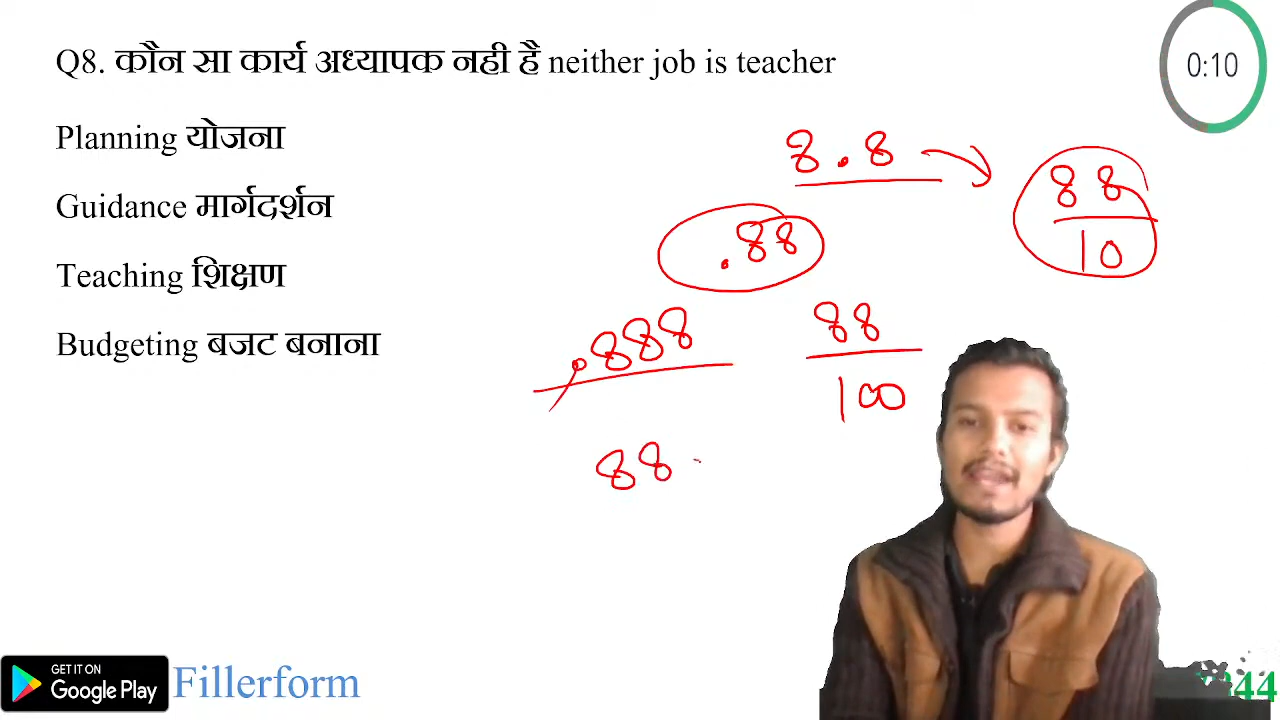 Q8. कौन सा कार्य अध्यापक नही है neither job is teacher
0:10
Planning योजना
Guidance मार्गदर्शन
Teaching शिक्षण
Budgeting बजट बनाना
8.8
88
10
.88
.888
88
100
88
GET IT ON
Google Play
Fillerform
44